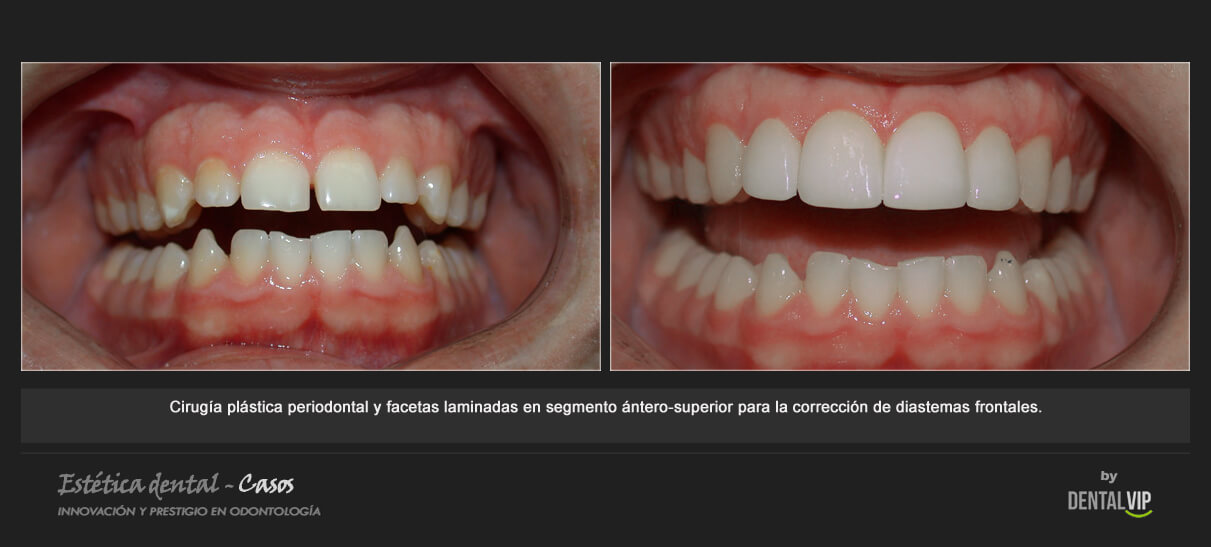 Cirugía plástica periodontal y facetas laminadas en segmento ántero-superior para la corrección de diastemas frontales.
Estética dental - Casos
INNOVACIÓN Y PRESTIGIO EN ODONTOLOGÍA
by
DENTALVIP